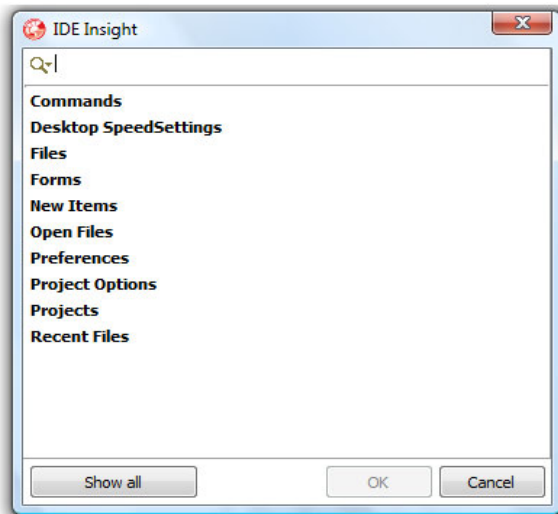 IDE Insight
Commands
Desktop SpeedSettings
Files
Forms
New Items
Open Files
Preferences
Project Options
Projects
Recent Files
Show all OK Cancel